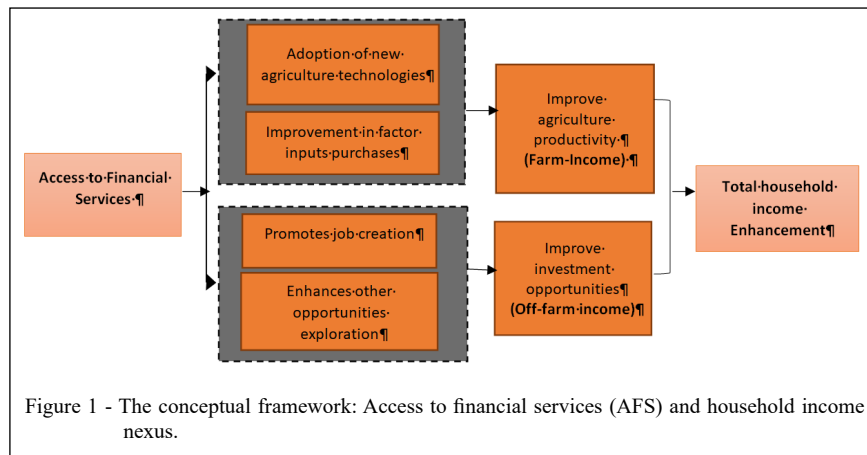 Adoption·of·new·
agriculture·technologies¶
Improvement·in·factor·
inputs·purchases¶
Improve·
agriculture·
productivity·¶
(Farm-Income)·¶
Access·to·Financial·
Services·¶
Total·household·
income·
Enhancement¶
Promotes·job·creation¶
Enhances·other·
opportunities·
exploration¶
Improve·
investment·
opportunities¶
(Off-farm·income)¶
Figure 1 - The conceptual framework: Access to financial services (AFS) and household income
nexus.